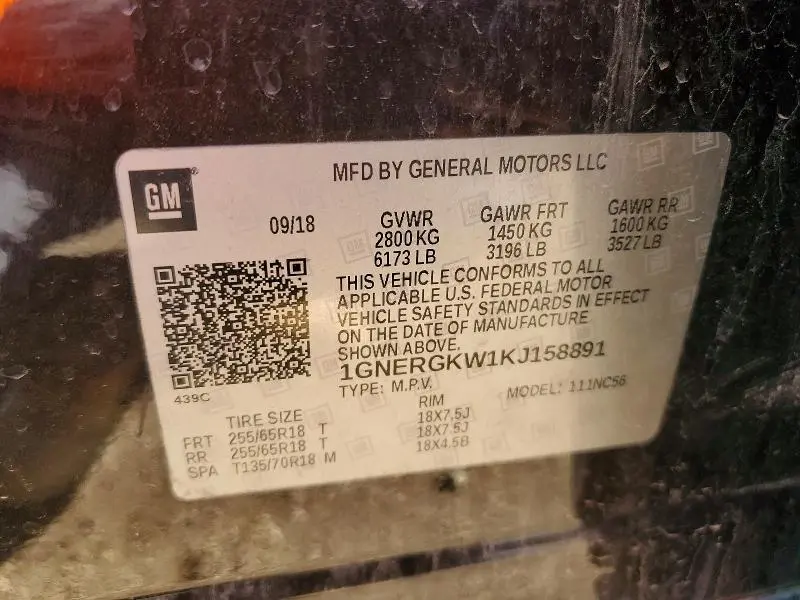 MFD BY GENERAL MOTORS LLC
GM
09/18
GVWR GAWR FRT GAWR RR
2800 KG 1450 KG 1600 KG
6173 LB 3196 LB 3527 LB
THIS VEHICLE CONFORMS TO ALL
APPLICABLE U.S. FEDERAL MOTOR
VEHICLE SAFETY STANDARDS IN EFFECT
ON THE DATE OF MANUFACTURE
SHOWN ABOVE.
1GNERGKW1KJ158891
439C
TYPE: M.P.V. MODEL: 111NC56
TIRE SIZE RIM
FRT 255/65R18 T 18X7.5J
RR 255/65R18 T 18X7.5J
SPA T135/70R18 M 18X4.5B